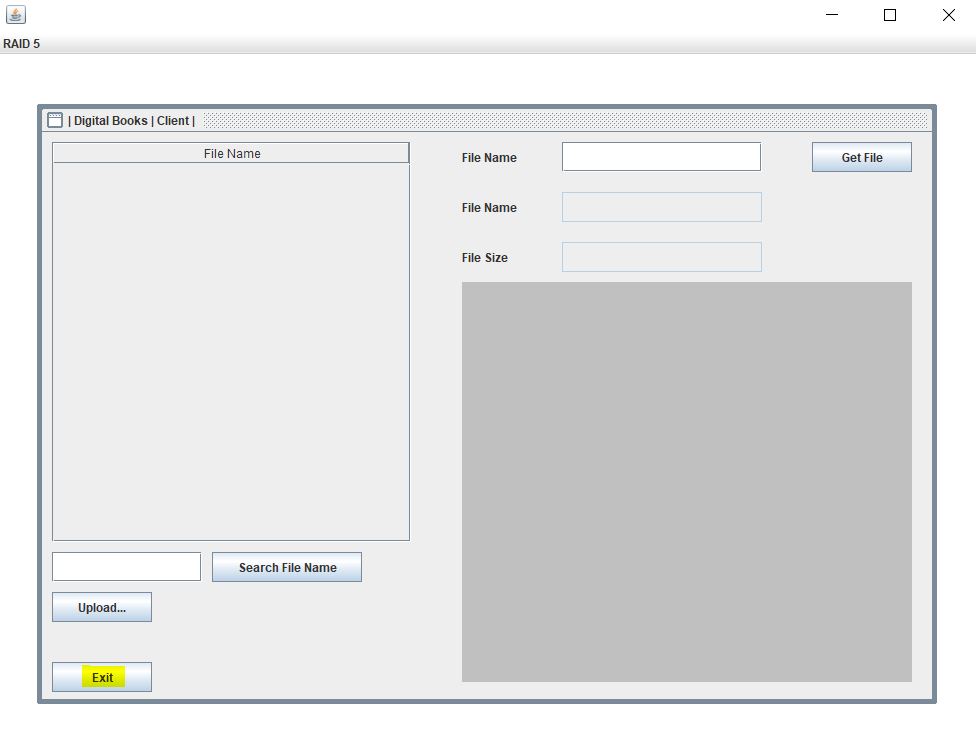 RAID 5
| Digital Books | Client |
File Name
File Name
Get File
File Name
File Size
Search File Name
Upload...
Exit